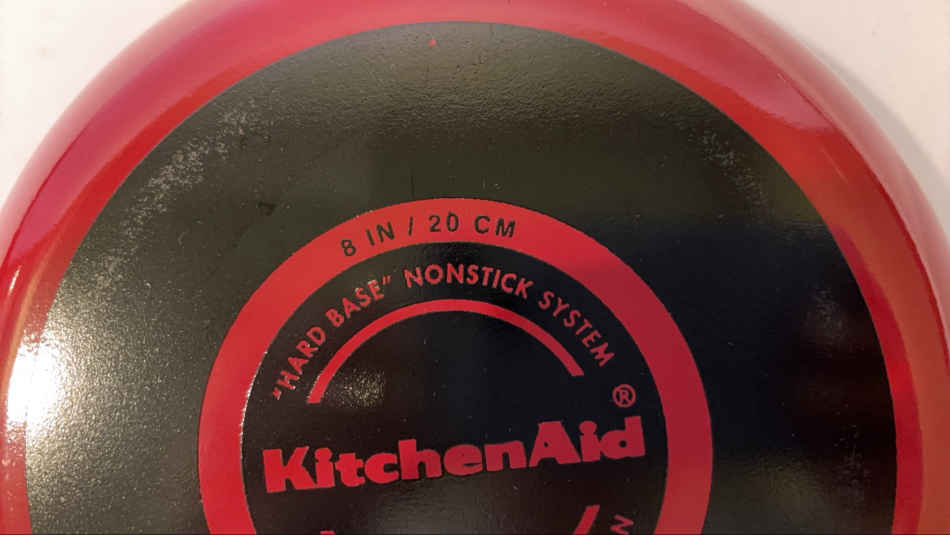 8 IN / 20 CM
"HARD BASE" NONSTICK SYSTEM
KitchenAid®